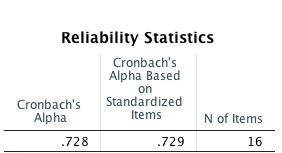 Reliability Statistics
Cronbach's
Alpha
Cronbach's
Alpha Based
on
Standardized
Items
N of Items
.728 .729 16